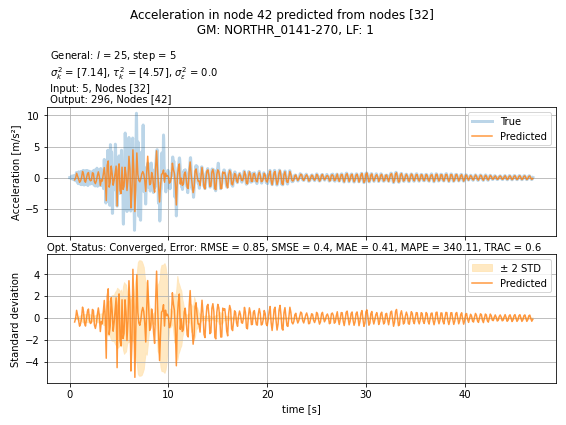 Acceleration in node 42 predicted from nodes [32]
GM: NORTHR_0141-270, LF: 1
General: l = 25, step = 5
σ²ₖ = [7.14], τ²ₖ = [4.57], σ²ε = 0.0
Input: 5, Nodes [32]
Output: 296, Nodes [42]
Acceleration [m/s²]
10
5
0
−5
True
Predicted
Opt. Status: Converged, Error: RMSE = 0.85, SMSE = 0.4, MAE = 0.41, MAPE = 340.11, TRAC = 0.6
Standard deviation
4
2
0
−2
−4
± 2 STD
Predicted
0 10 20 30 40
time [s]